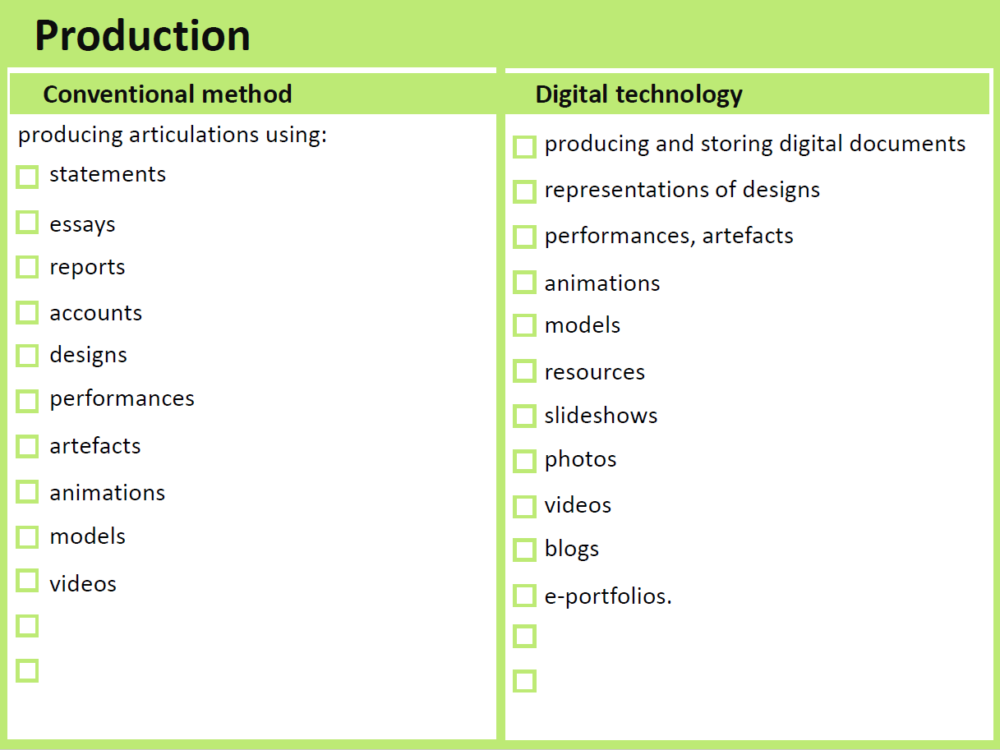 Production
Conventional method
producing articulations using:
statements
essays
reports
accounts
designs
performances
artefacts
animations
models
videos
Digital technology
producing and storing digital documents
representations of designs
performances, artefacts
animations
models
resources
slideshows
photos
videos
blogs
e-portfolios.